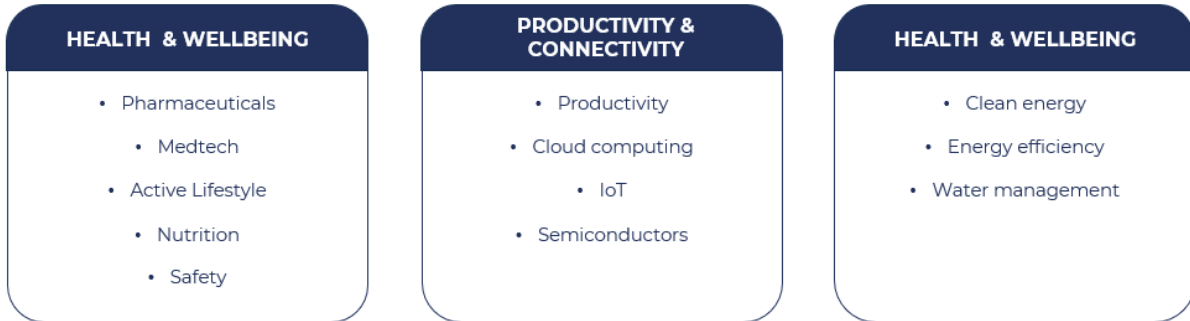 HEALTH & WELLBEING
• Pharmaceuticals
• Medtech
• Active Lifestyle
• Nutrition
• Safety
PRODUCTIVITY &
CONNECTIVITY
• Productivity
• Cloud computing
• IoT
• Semiconductors
HEALTH & WELLBEING
• Clean energy
• Energy efficiency
• Water management